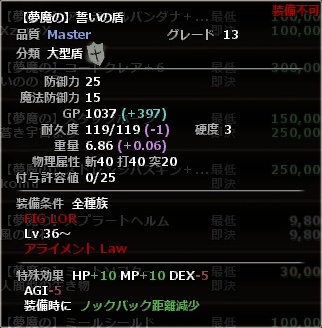 装備不可
【夢魔の】誓いの盾
品質 Master グレード 13
分類 大型盾
防御力 25
魔法防御力 15
GP 1037 (+397)
耐久度 119/119 (-1) 硬度 3
重量 6.86 (+0.06)
物理属性 斬40 打40 突20
付与許容値 0/25
装備条件 全種族
FIG LOR
Lv 36～
アライメント Law
特殊効果 HP+10 MP+10 DEX-5
AGI-5
装備時に ノックバック距離減少